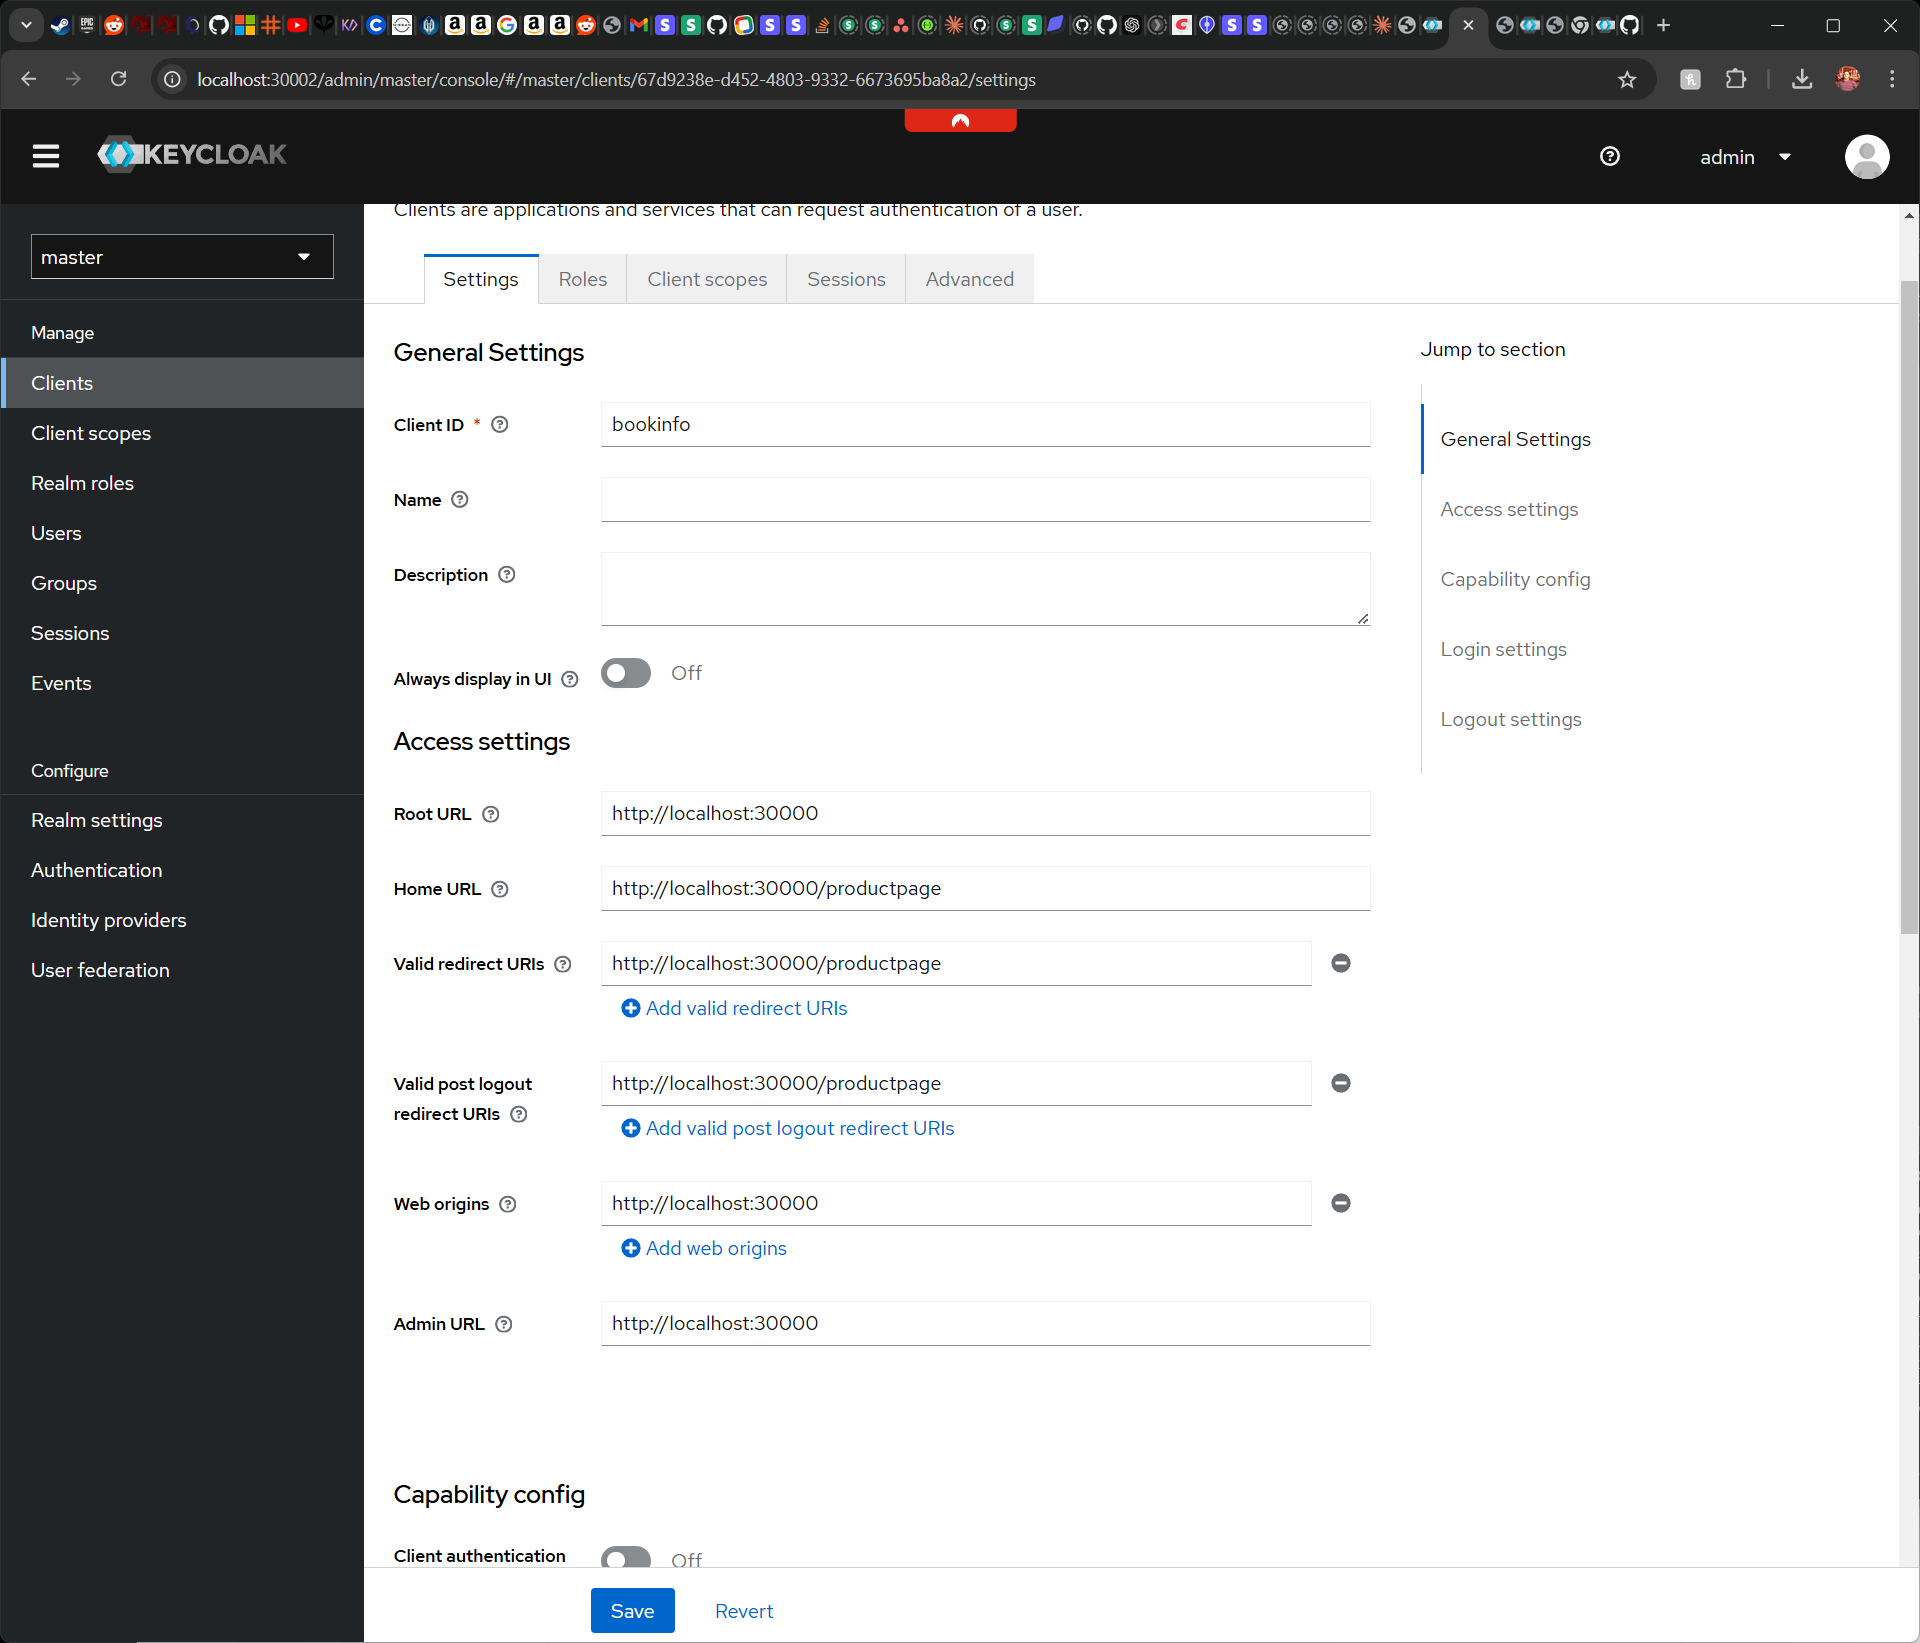 localhost:30002/admin/master/console/#/master/clients/67d9238e-d452-4803-9332-6673695ba8a2/settings
KEYCLOAK
admin
master
Manage
Clients
Client scopes
Realm roles
Users
Groups
Sessions
Events
Configure
Realm settings
Authentication
Identity providers
User federation
Clients are applications and services that can request authentication of a user.
Settings
Roles
Client scopes
Sessions
Advanced
General Settings
Client ID *
bookinfo
Name
Description
Always display in UI
Off
Access settings
Root URL
http://localhost:30000
Home URL
http://localhost:30000/productpage
Valid redirect URIs
http://localhost:30000/productpage
Add valid redirect URIs
Valid post logout
redirect URIs
http://localhost:30000/productpage
Add valid post logout redirect URIs
Web origins
http://localhost:30000
Add web origins
Admin URL
http://localhost:30000
Capability config
Client authentication
Off
Save
Revert
Jump to section
General Settings
Access settings
Capability config
Login settings
Logout settings